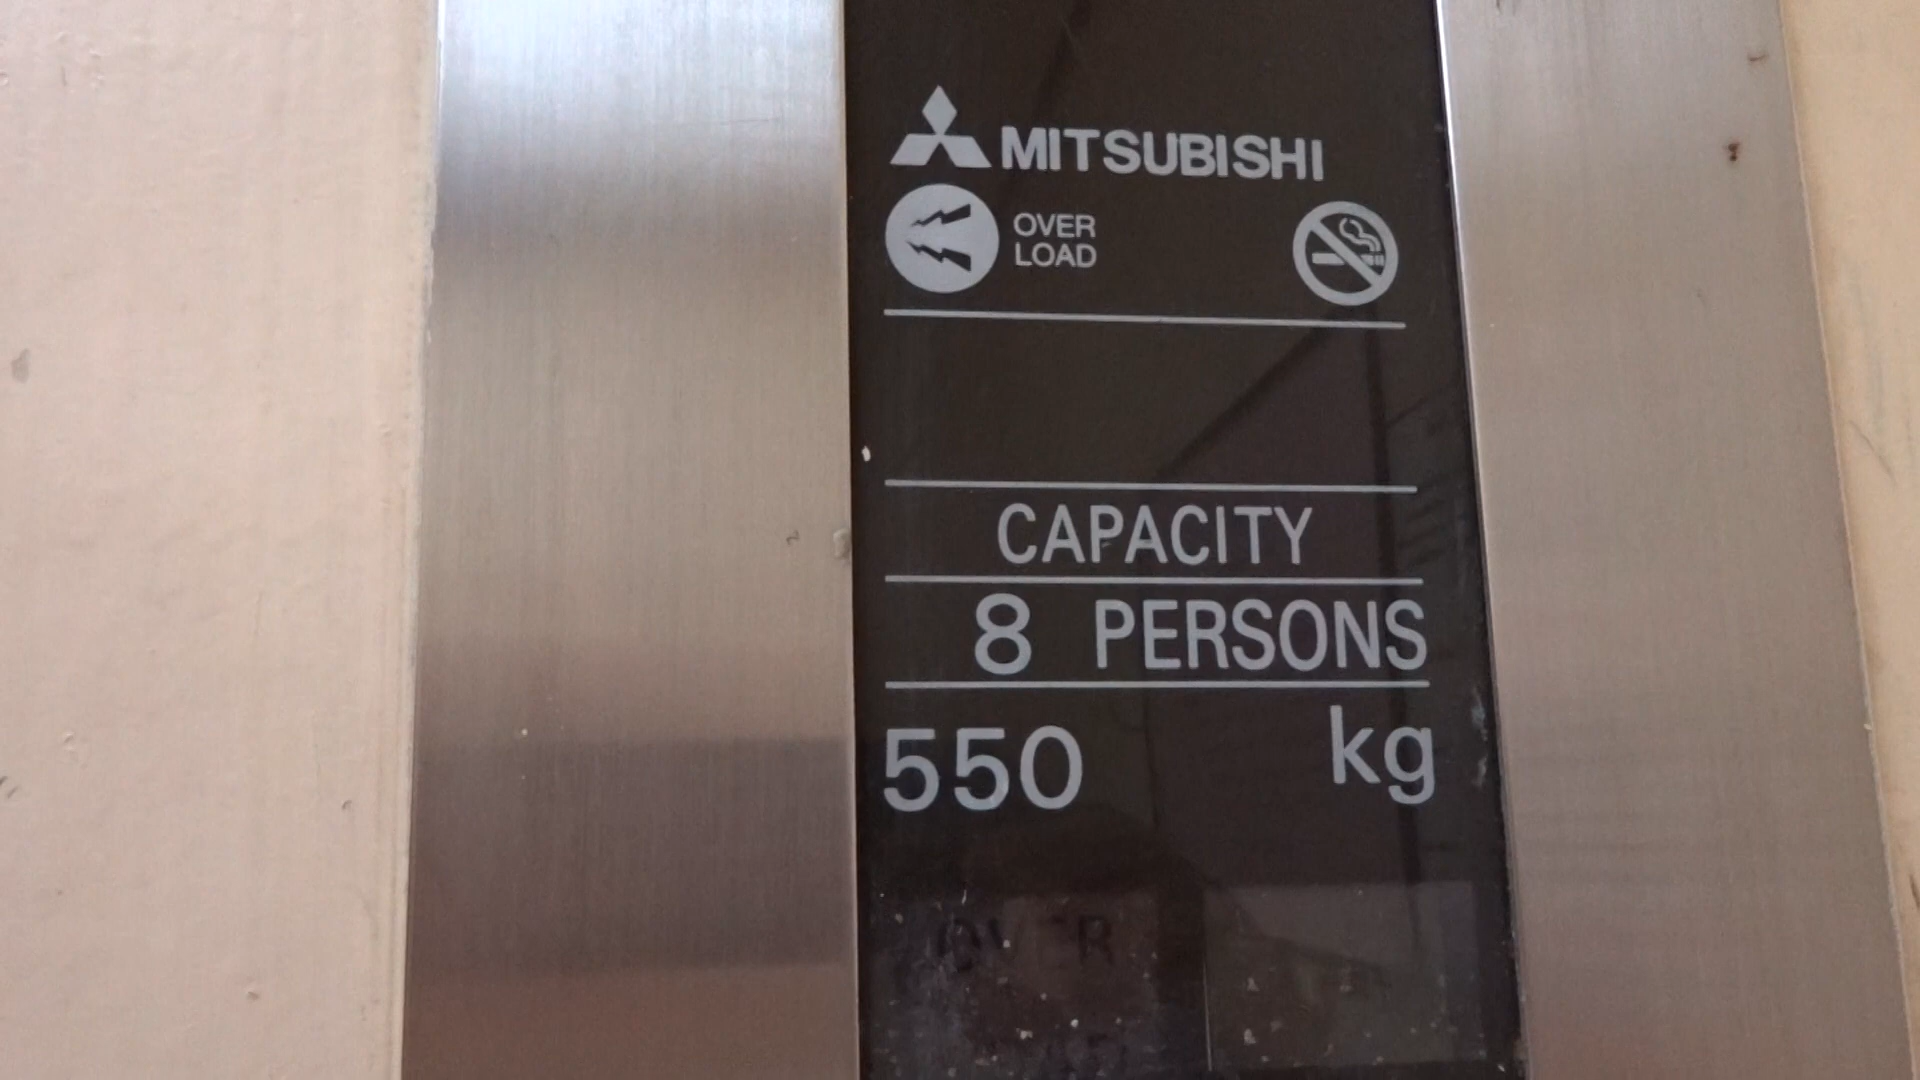 MITSUBISHI
OVER
LOAD
CAPACITY
8 PERSONS
550 kg